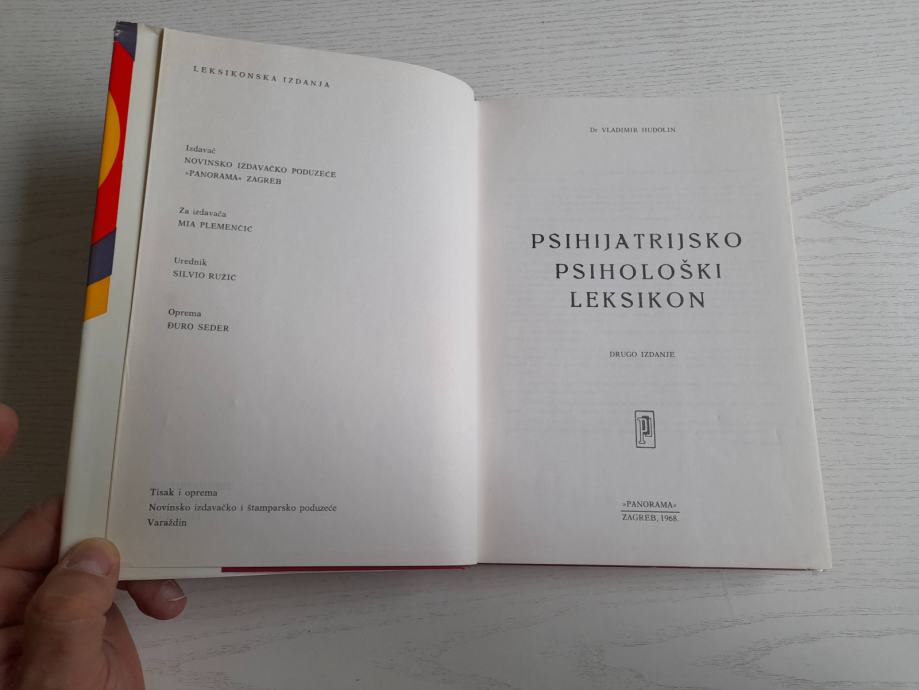 LEKSIKONSKA IZDANJA
Izdavač
NOVINSKO IZDAVAČKO PODUZEĆE
»PANORAMA« ZAGREB
Za izdavača
MIA PLEMENČIĆ
Urednik
SILVIO RUŽIĆ
Oprema
ĐURO SEDER
Tisak i oprema
Novinsko izdavačko i štamparsko poduzeće
Varaždin
Dr VLADIMIR HUDOLIN
PSIHIJATRIJSKO
PSIHOLOŠKI
LEKSIKON
DRUGO IZDANJE
P
»PANORAMA«
ZAGREB, 1968.